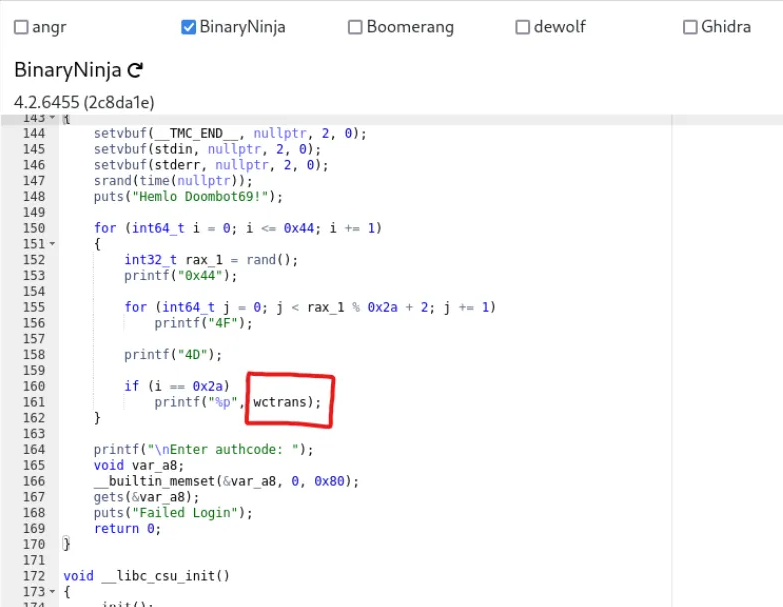 angr BinaryNinja Boomerang dewolf Ghidra
BinaryNinja
4.2.6455 (2c8da1e)
143 {
144     setvbuf(__TMC_END__, nullptr, 2, 0);
145     setvbuf(stdin, nullptr, 2, 0);
146     setvbuf(stderr, nullptr, 2, 0);
147     srand(time(nullptr));
148     puts("Hemlo Doombot69!");
149
150     for (int64_t i = 0; i <= 0x44; i += 1)
151     {
152         int32_t rax_1 = rand();
153         printf("0x44");
154
155         for (int64_t j = 0; j < rax_1 % 0x2a + 2; j += 1)
156             printf("4F");
157
158         printf("4D");
159
160         if (i == 0x2a)
161             printf("%p", wctrans);
162     }
163
164     printf("\nEnter authcode: ");
165     void var_a8;
166     __builtin_memset(&var_a8, 0, 0x80);
167     gets(&var_a8);
168     puts("Failed Login");
169     return 0;
170 }
171
172 void __libc_csu_init()
173 {
174     _init();